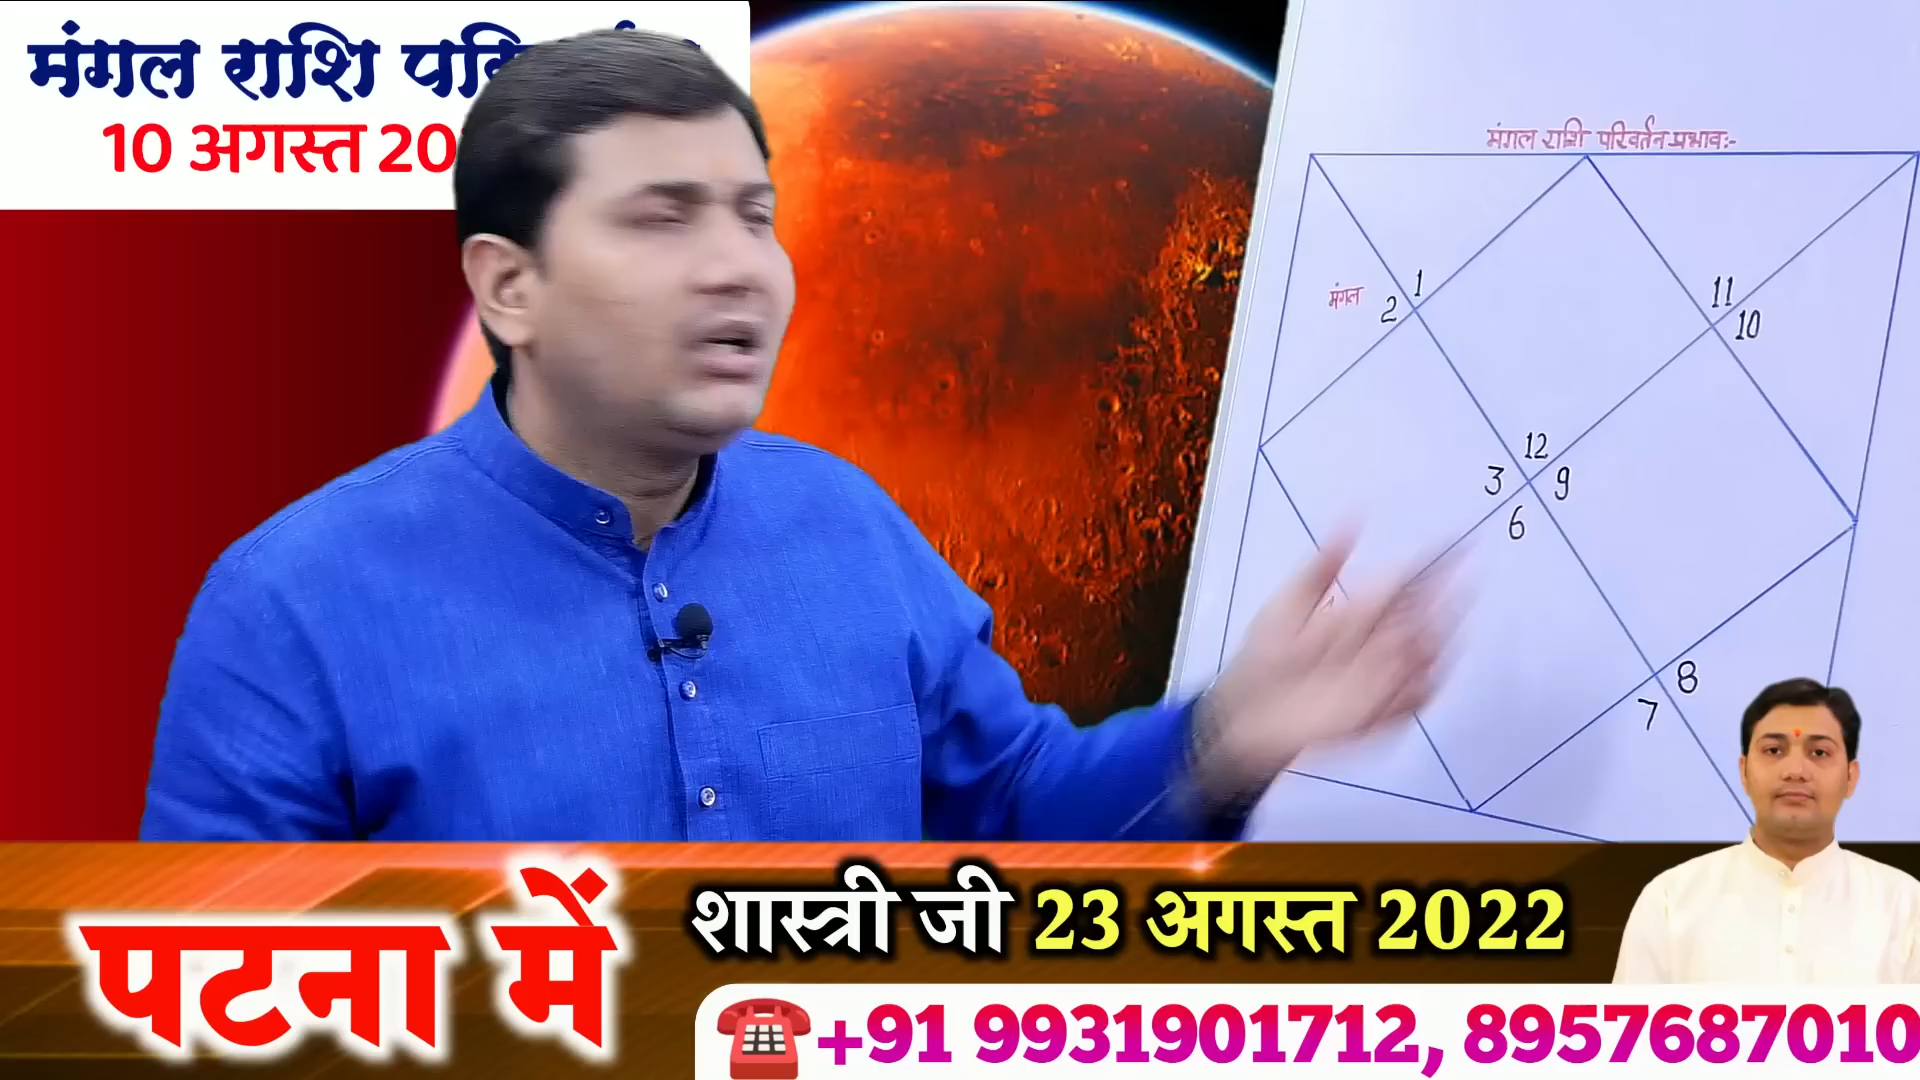 मंगल राशि
10 अगस्त 20
मंगल राशि परिवर्तन प्रभावः-
मंगल
1
2
11
10
12
3
9
6
8
7
पटना में
शास्त्री जी 23 अगस्त 2022
+91 9931901712, 8957687010